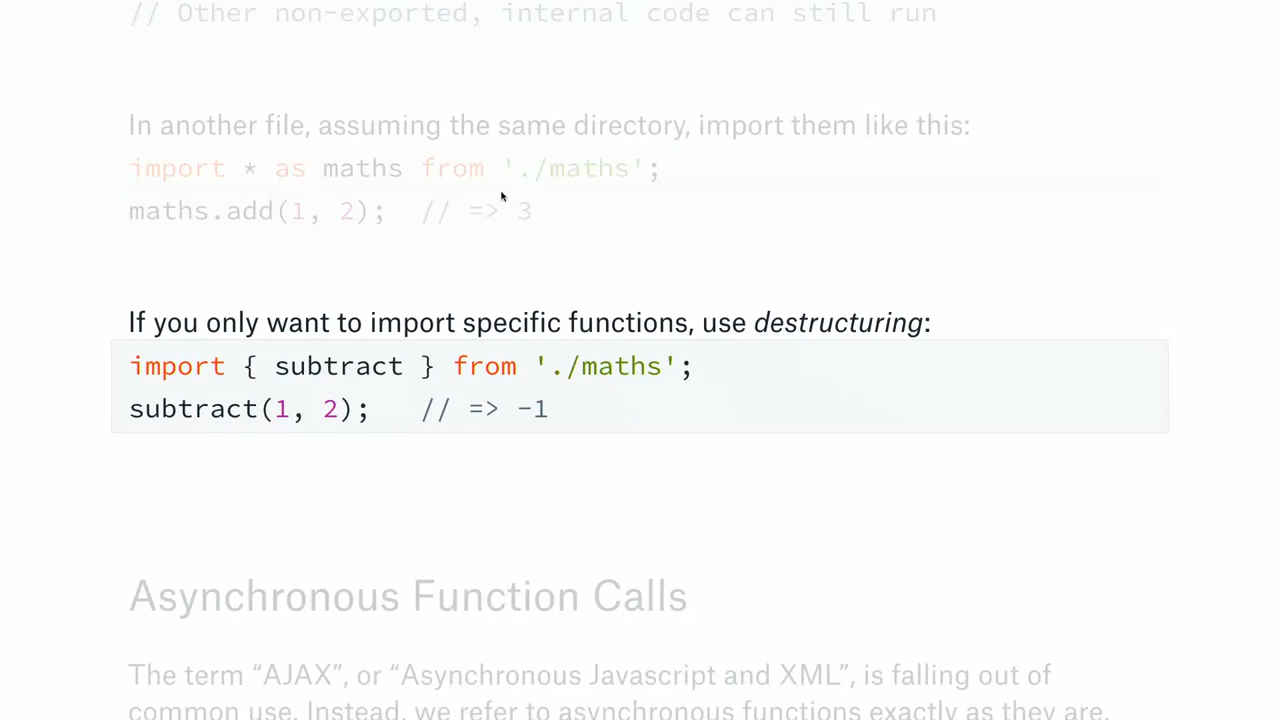 // Other non-exported, internal code can still run
In another file, assuming the same directory, import them like this:
import * as maths from './maths';
maths.add(1, 2);  // => 3
If you only want to import specific functions, use destructuring:
import { subtract } from './maths';
subtract(1, 2);   // => -1
Asynchronous Function Calls
The term “AJAX”, or “Asynchronous Javascript and XML”, is falling out of
common use. Instead, we refer to asynchronous functions exactly as they are.